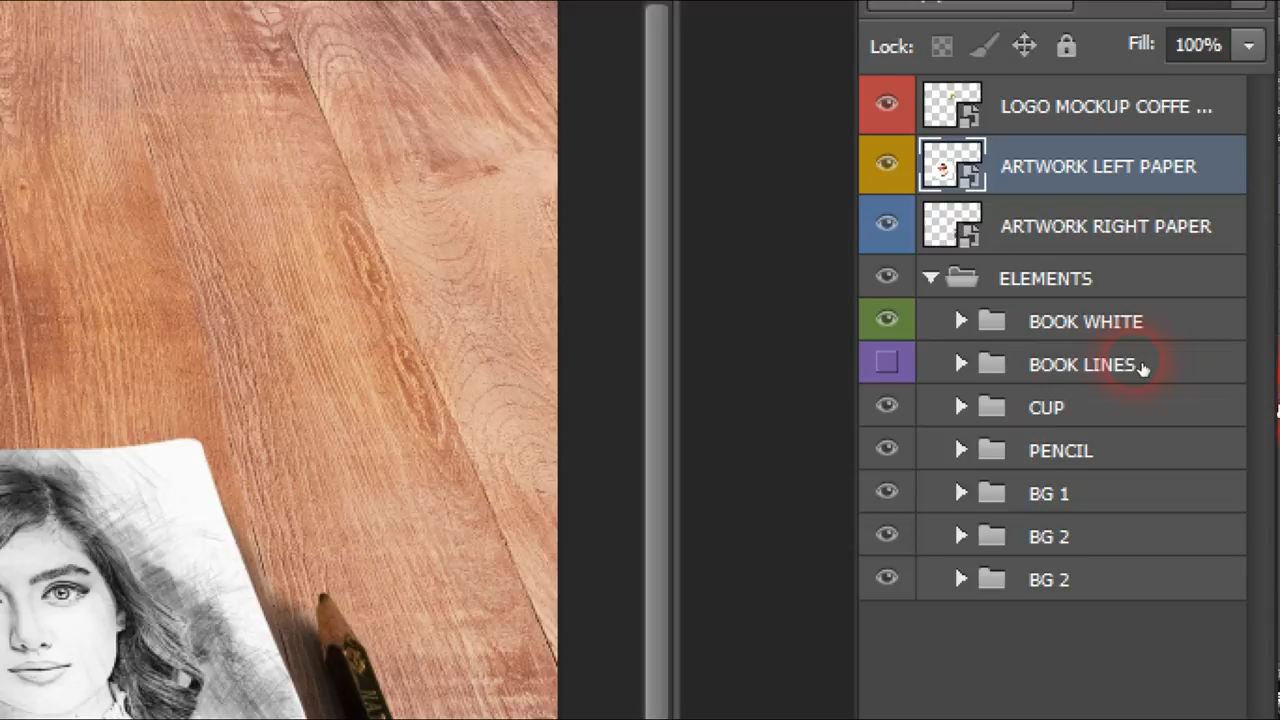 Lock:
Fill: 100%
LOGO MOCKUP COFFE ...
ARTWORK LEFT PAPER
ARTWORK RIGHT PAPER
ELEMENTS
BOOK WHITE
BOOK LINES
CUP
PENCIL
BG 1
BG 2
BG 2